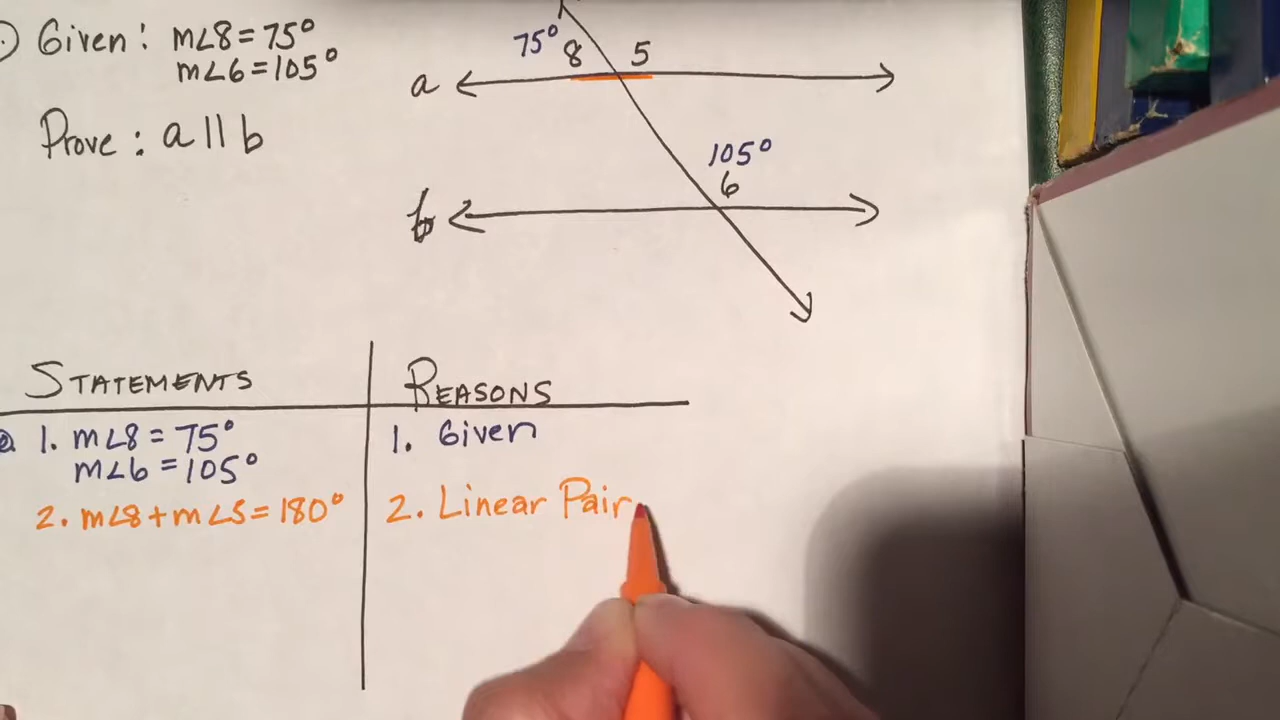 Given: m∠8 = 75°
m∠6 = 105°
Prove: a || b
75°
8
5
a
105°
6
b
STATEMENTS
REASONS
1. m∠8 = 75°
m∠6 = 105°
1. Given
2. m∠8 + m∠5 = 180°
2. Linear Pair